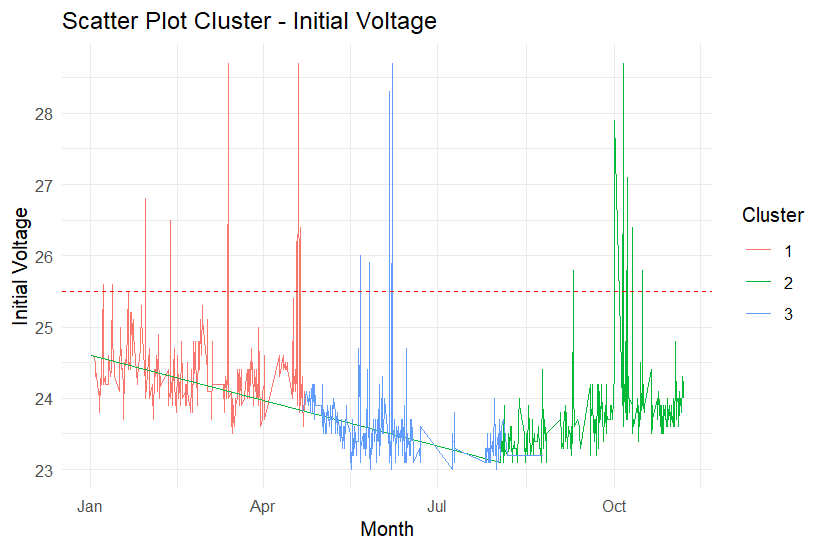 Scatter Plot Cluster - Initial Voltage
28
27
26
25
24
23
Initial Voltage
Jan Apr Jul Oct
Month
Cluster
1
2
3